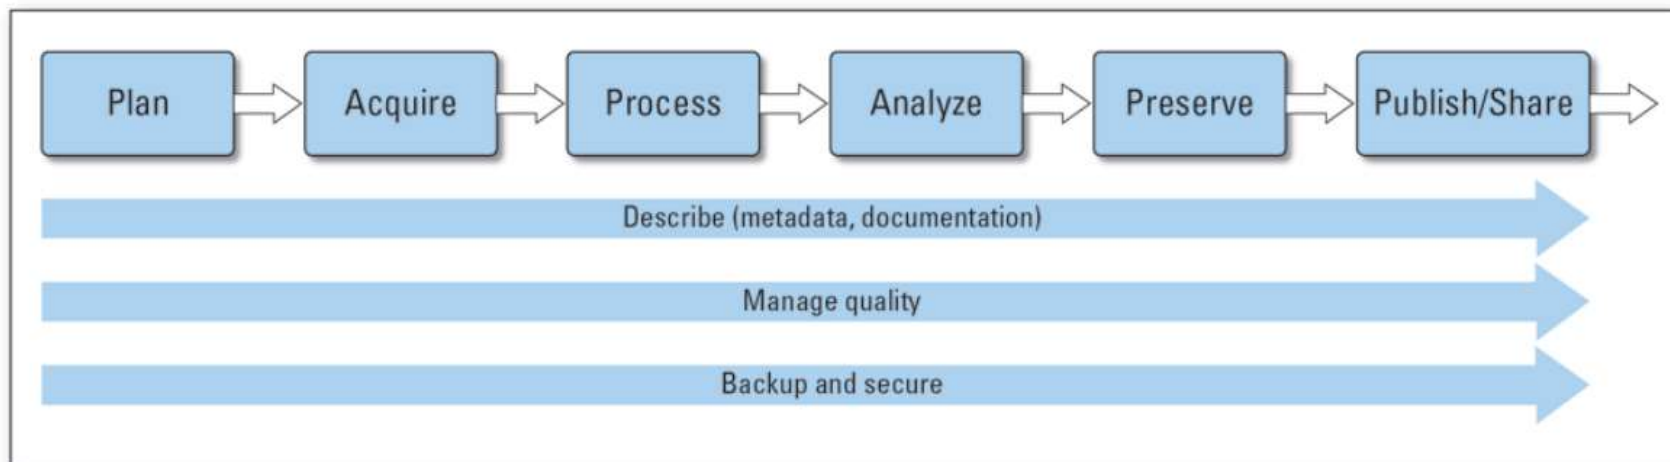 Plan
Acquire
Process
Analyze
Preserve
Publish/Share
Describe (metadata, documentation)
Manage quality
Backup and secure